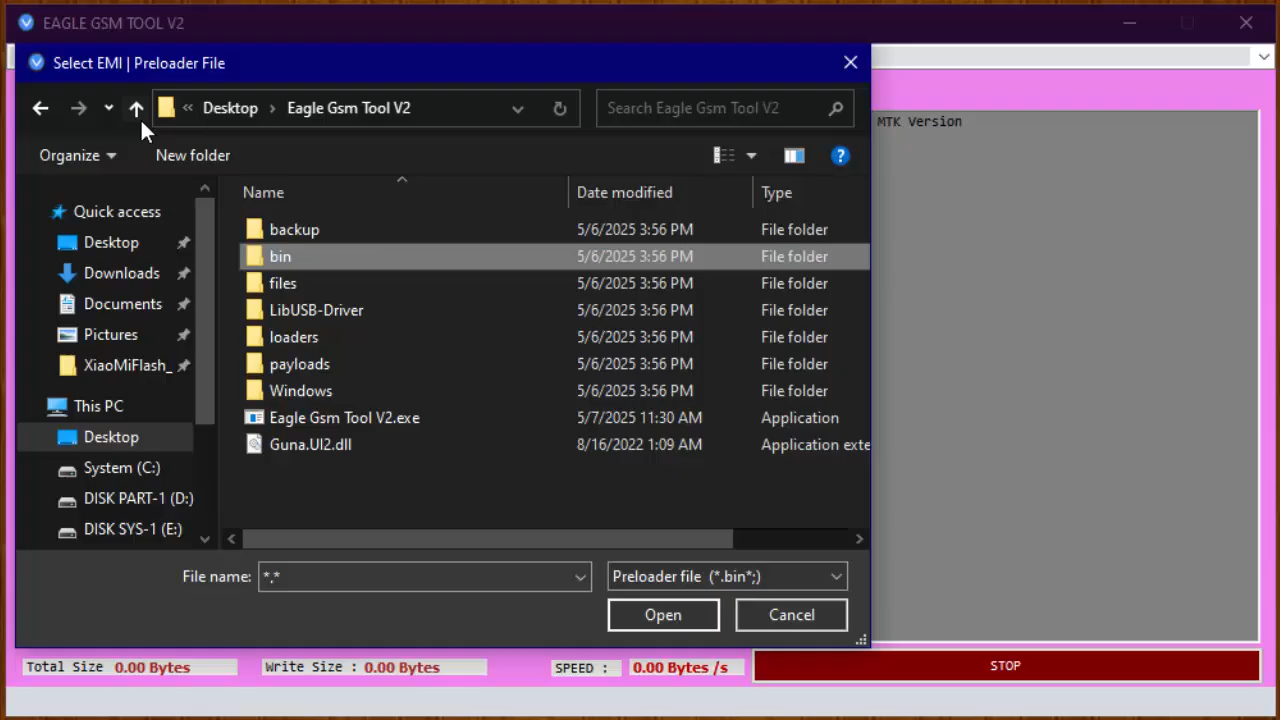 EAGLE GSM TOOL V2
Select EMI | Preloader File
« Desktop > Eagle Gsm Tool V2
Search Eagle Gsm Tool V2
MTK Version
Organize
New folder
Name
Date modified
Type
Quick access
Desktop
Downloads
Documents
Pictures
XiaoMiFlash_
This PC
Desktop
System (C:)
DISK PART-1 (D:)
DISK SYS-1 (E:)
backup 5/6/2025 3:56 PM File folder
bin 5/6/2025 3:56 PM File folder
files 5/6/2025 3:56 PM File folder
LibUSB-Driver 5/6/2025 3:56 PM File folder
loaders 5/6/2025 3:56 PM File folder
payloads 5/6/2025 3:56 PM File folder
Windows 5/6/2025 3:56 PM File folder
Eagle Gsm Tool V2.exe 5/7/2025 11:30 AM Application
Guna.UI2.dll 8/16/2022 1:09 AM Application exte
File name: *.*
Preloader file (*.bin*;)
Open
Cancel
Total Size 0.00 Bytes
Write Size : 0.00 Bytes
SPEED : 0.00 Bytes /s
STOP